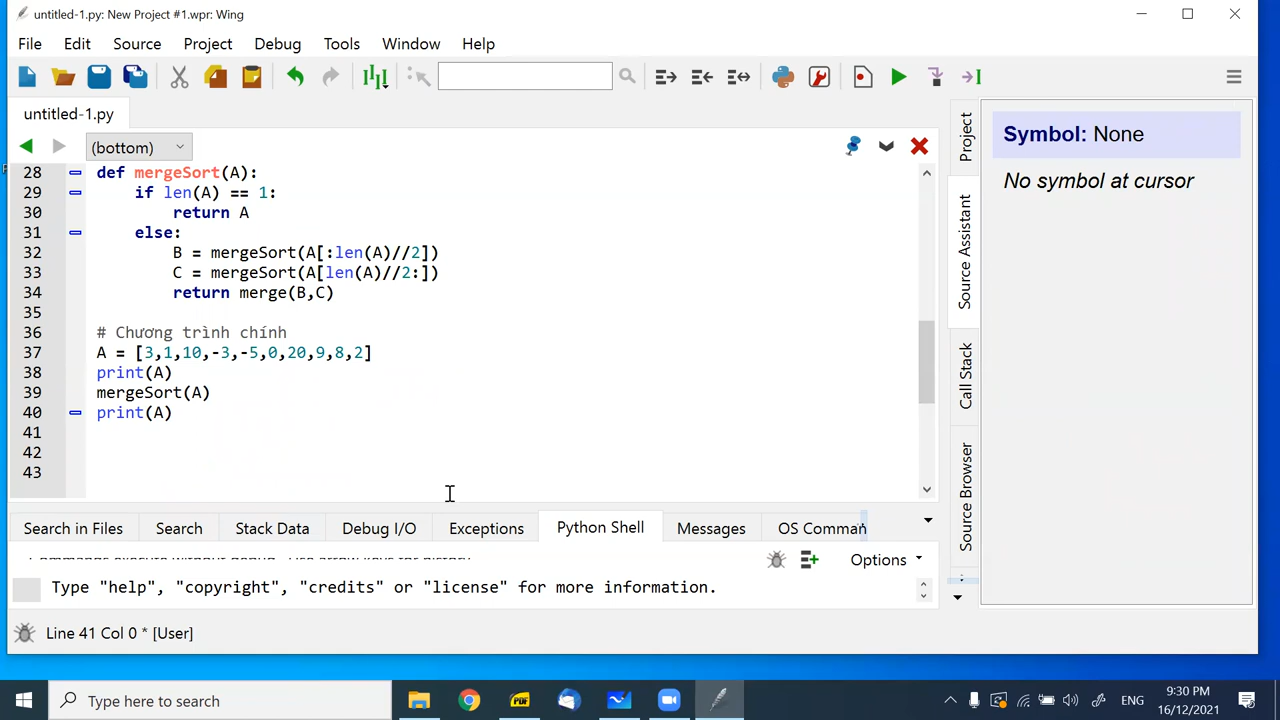 untitled-1.py: New Project #1.wpr: Wing
File Edit Source Project Debug Tools Window Help
untitled-1.py
(bottom)
28 def mergeSort(A):
29 if len(A) == 1:
30 return A
31 else:
32 B = mergeSort(A[:len(A)//2])
33 C = mergeSort(A[len(A)//2:])
34 return merge(B,C)
35
36 # Chương trình chính
37 A = [3,1,10,-3,-5,0,20,9,8,2]
38 print(A)
39 mergeSort(A)
40 print(A)
41
42
43
Project
Source Assistant
Call Stack
Source Browser
Symbol: None
No symbol at cursor
Search in Files Search Stack Data Debug I/O Exceptions Python Shell Messages OS Comman
Options
Type "help", "copyright", "credits" or "license" for more information.
Line 41 Col 0 * [User]
Type here to search
PDF
ENG
9:30 PM
16/12/2021